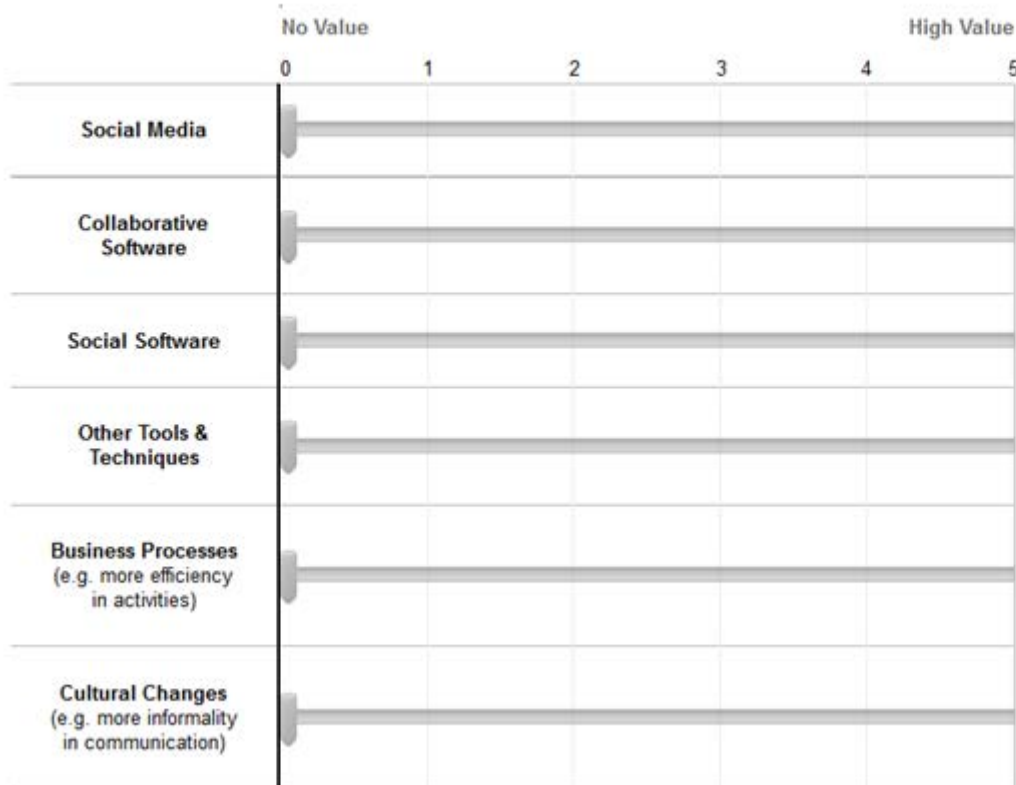 No Value High Value
0 1 2 3 4 5
Social Media
Collaborative
Software
Social Software
Other Tools &
Techniques
Business Processes
(e.g. more efficiency
in activities)
Cultural Changes
(e.g. more informality
in communication)